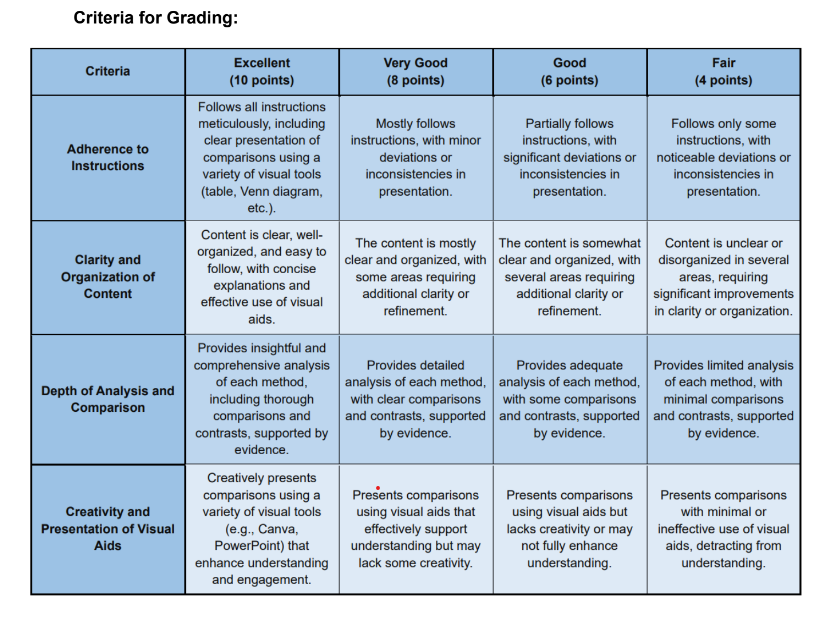 Criteria for Grading:
Criteria
Excellent
(10 points)
Very Good
(8 points)
Good
(6 points)
Fair
(4 points)
Adherence to
Instructions
Follows all instructions
meticulously, including
clear presentation of
comparisons using a
variety of visual tools
(table, Venn diagram,
etc.).
Mostly follows
instructions, with minor
deviations or
inconsistencies in
presentation.
Partially follows
instructions, with
significant deviations or
inconsistencies in
presentation.
Follows only some
instructions, with
noticeable deviations or
inconsistencies in
presentation.
Clarity and
Organization of
Content
Content is clear, well-
organized, and easy to
follow, with concise
explanations and
effective use of visual
aids.
The content is mostly
clear and organized, with
some areas requiring
additional clarity or
refinement.
The content is somewhat
clear and organized, with
several areas requiring
additional clarity or
refinement.
Content is unclear or
disorganized in several
areas, requiring
significant improvements
in clarity or organization.
Depth of Analysis and
Comparison
Provides insightful and
comprehensive analysis
of each method,
including thorough
comparisons and
contrasts, supported by
evidence.
Provides detailed
analysis of each method,
with clear comparisons
and contrasts, supported
by evidence.
Provides adequate
analysis of each method,
with some comparisons
and contrasts, supported
by evidence.
Provides limited analysis
of each method, with
minimal comparisons
and contrasts, supported
by evidence.
Creativity and
Presentation of Visual
Aids
Creatively presents
comparisons using a
variety of visual tools
(e.g., Canva,
PowerPoint) that
enhance understanding
and engagement.
Presents comparisons
using visual aids that
effectively support
understanding but may
lack some creativity.
Presents comparisons
using visual aids but
lacks creativity or may
not fully enhance
understanding.
Presents comparisons
with minimal or
ineffective use of visual
aids, detracting from
understanding.